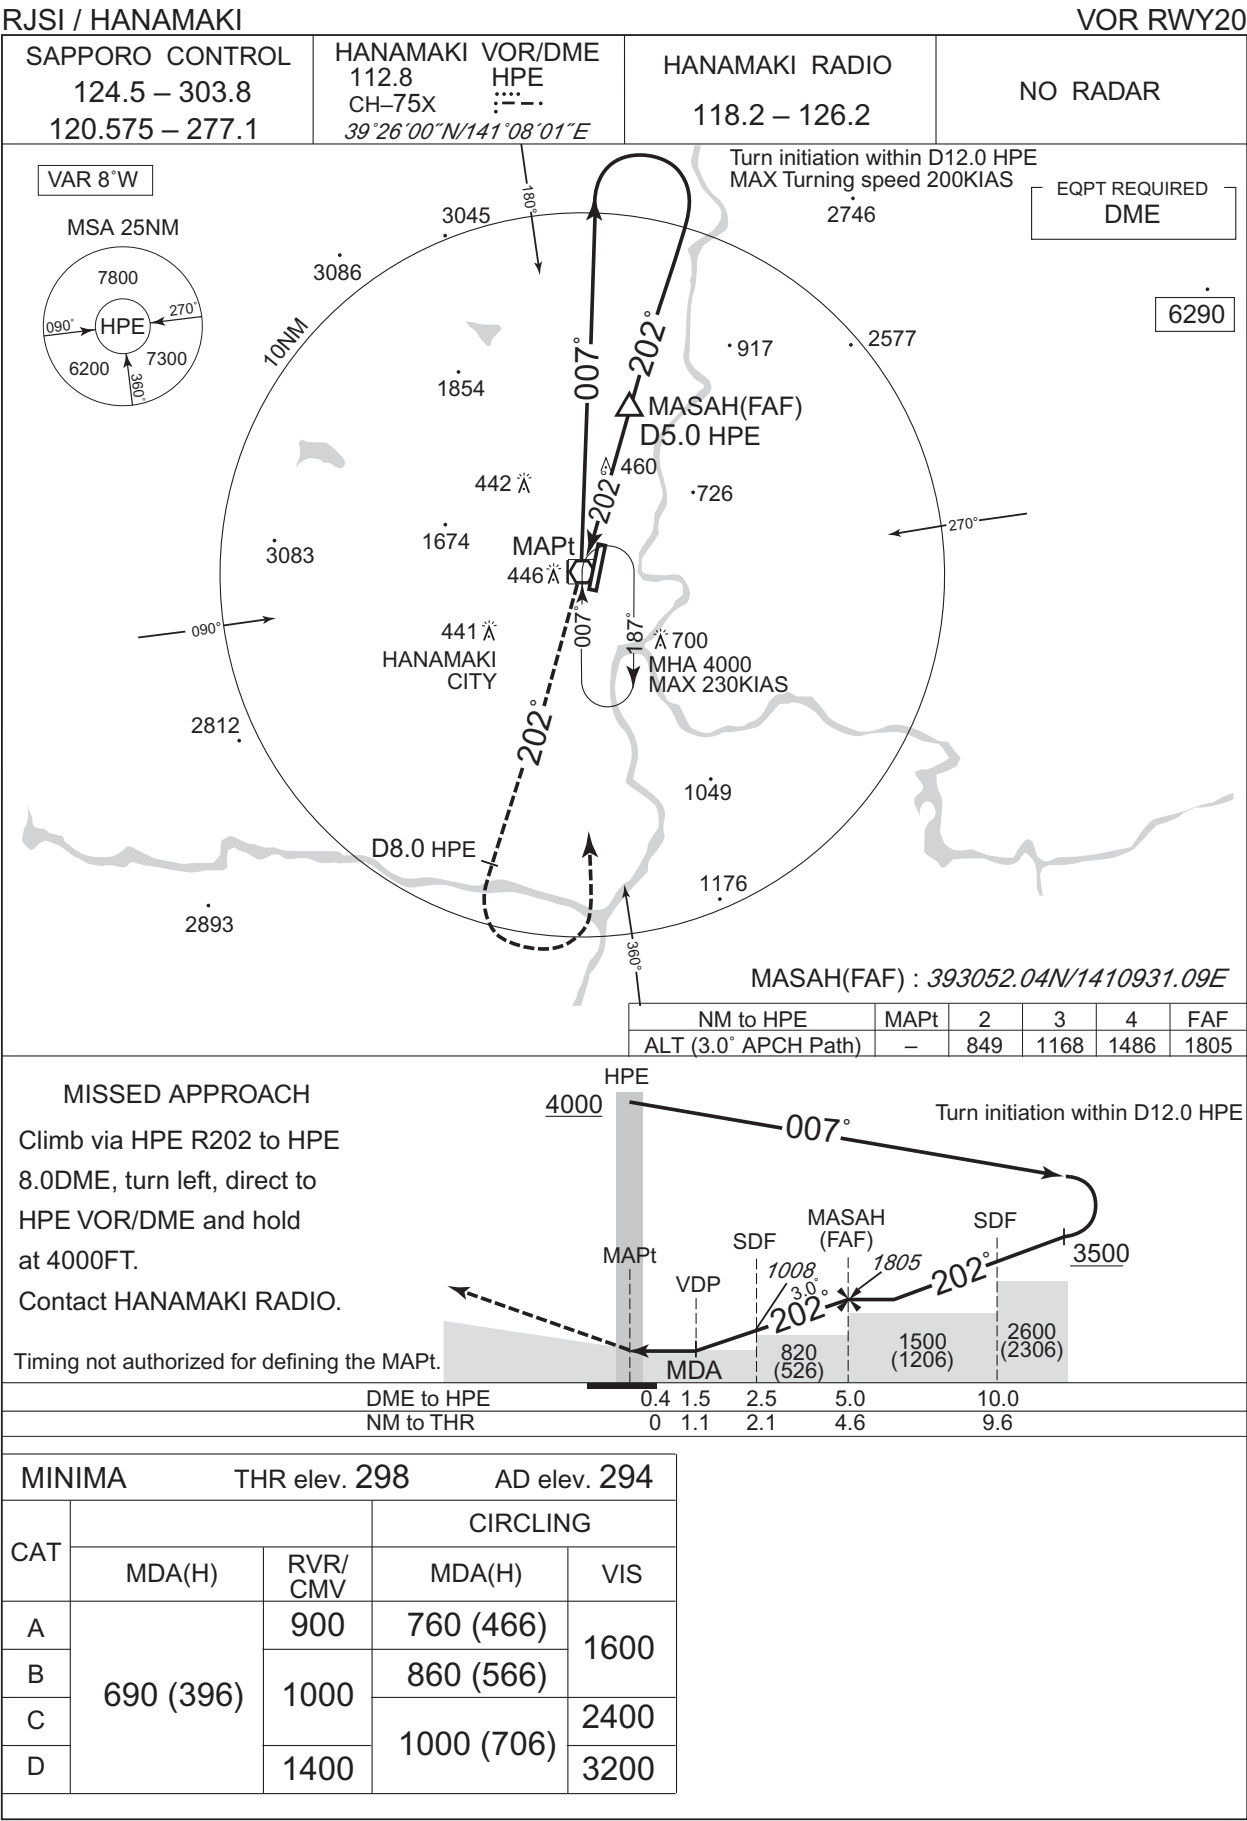 RJSI / HANAMAKI
VOR RWY20
SAPPORO CONTROL
124.5 – 303.8
120.575 – 277.1
HANAMAKI VOR/DME
112.8 HPE
CH–75X
39˚26´00˝N/141˚08´01˝E
HANAMAKI RADIO
118.2 – 126.2
NO RADAR
VAR 8˚W
MSA 25NM
7800
090˚
HPE
270˚
6200
7300
360˚
Turn initiation within D12.0 HPE
MAX Turning speed 200KIAS
2746
EQPT REQUIRED
DME
6290
180˚
3045
3086
10NM
007˚
202˚
917
2577
1854
MASAH(FAF)
D5.0 HPE
460
442
202˚
726
270˚
1674
3083
MAPt
446
090˚
441
HANAMAKI
CITY
007˚
187˚
700
MHA 4000
MAX 230KIAS
2812
202˚
1049
D8.0 HPE
1176
2893
360˚
MASAH(FAF) : 393052.04N/1410931.09E
NM to HPE MAPt 2 3 4 FAF
ALT (3.0˚ APCH Path) – 849 1168 1486 1805
MISSED APPROACH
Climb via HPE R202 to HPE
8.0DME, turn left, direct to
HPE VOR/DME and hold
at 4000FT.
Contact HANAMAKI RADIO.
Timing not authorized for defining the MAPt.
HPE
4000
007˚
Turn initiation within D12.0 HPE
MASAH
(FAF)
SDF
SDF
MAPt
VDP
1008
1805
3.0˚
202˚
202˚
3500
MDA
820
(526)
1500
(1206)
2600
(2306)
DME to HPE 0.4 1.5 2.5 5.0 10.0
NM to THR 0 1.1 2.1 4.6 9.6
MINIMA THR elev. 298 AD elev. 294
CAT
CIRCLING
MDA(H)
RVR/
CMV
MDA(H)
VIS
A 900 760 (466)
1600
B 860 (566)
690 (396) 1000
C 2400
1000 (706)
D 1400 3200